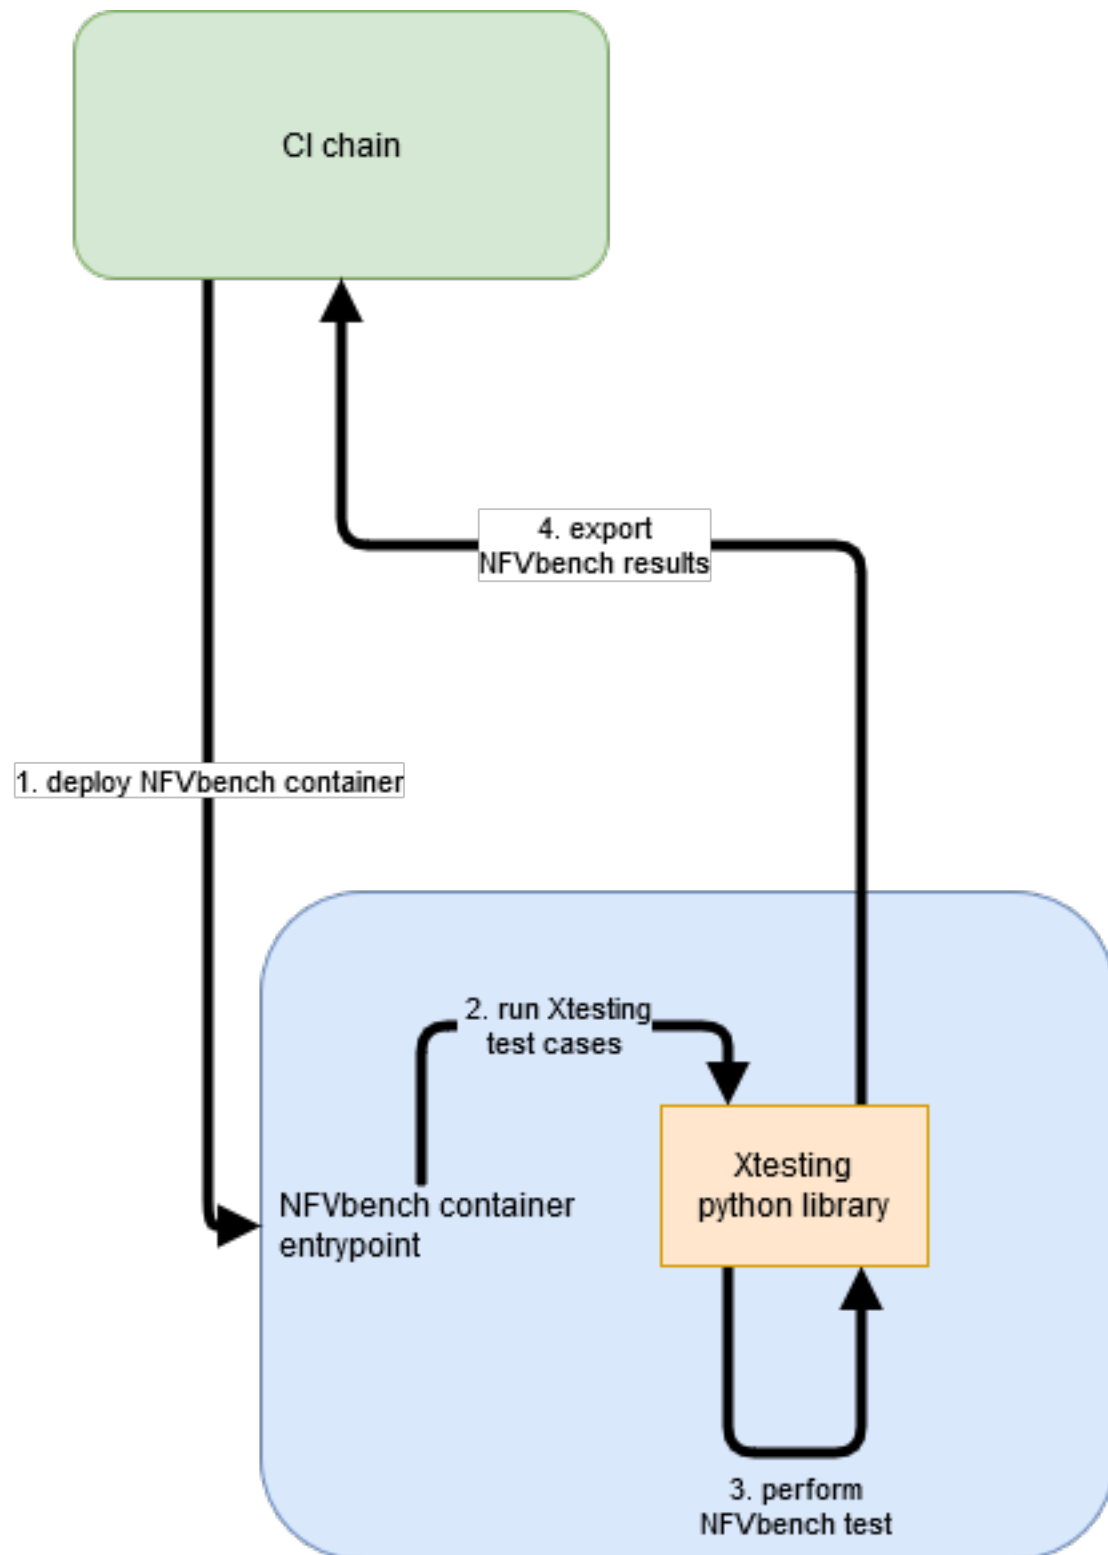 CI chain
4. export
NFVbench results
1. deploy NFVbench container
2. run Xtesting
test cases
Xtesting
python library
NFVbench container
entrypoint
3. perform
NFVbench test